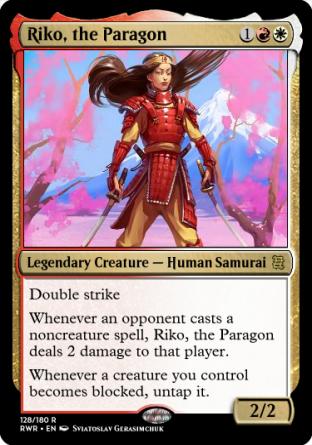 Riko, the Paragon 1
Legendary Creature — Human Samurai
Double strike
Whenever an opponent casts a
noncreature spell, Riko, the Paragon
deals 2 damage to that player.
Whenever a creature you control
becomes blocked, untap it.
2/2
128/180 R
RWR • EN Sviatoslav Gerasimchuk